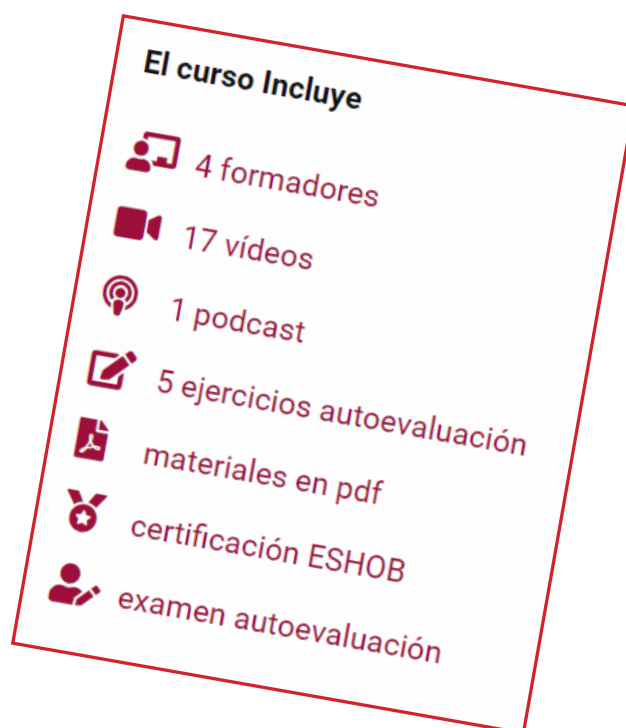 El curso Incluye
4 formadores
17 vídeos
1 podcast
5 ejercicios autoevaluación
materiales en pdf
certificación ESHOB
examen autoevaluación